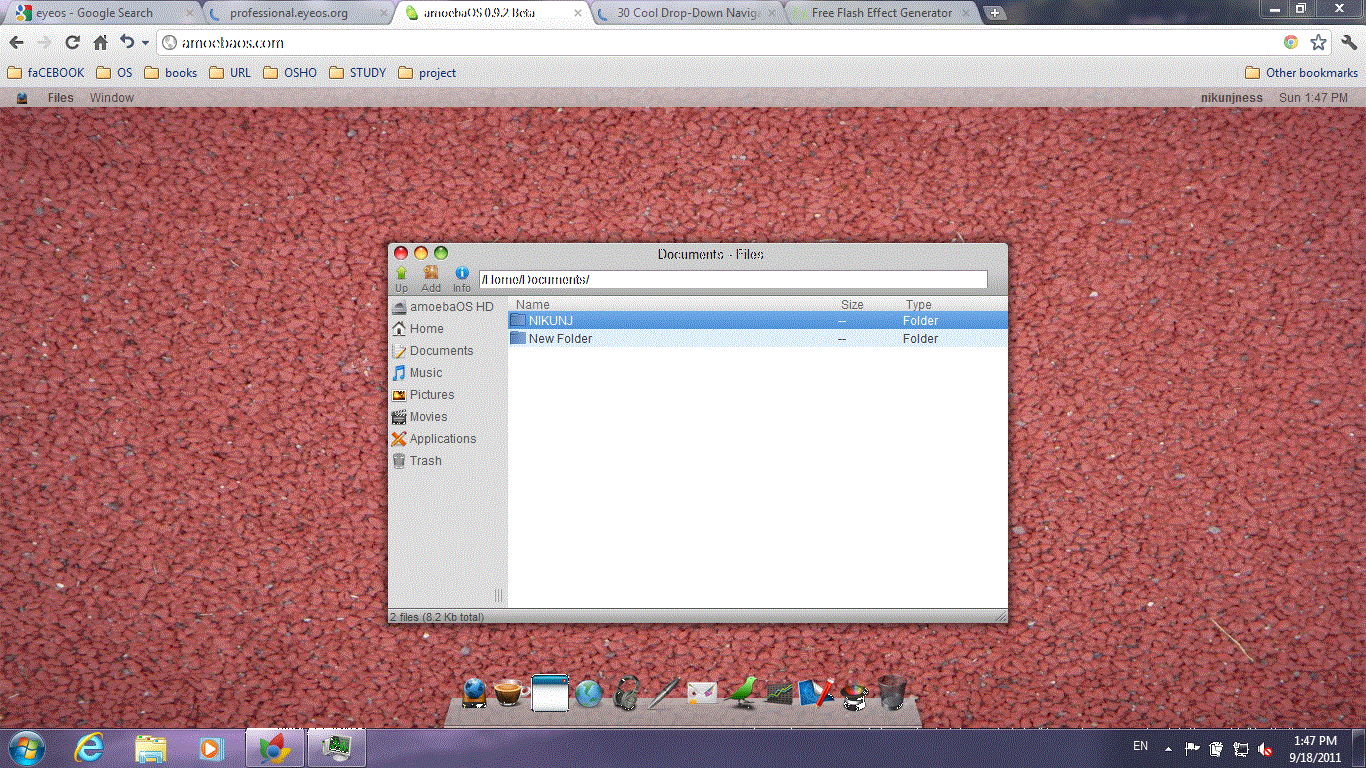 eyeos - Google Search professional.eyeos.org amoebaOS 0.9.2 Beta 30 Cool Drop-Down Navig Free Flash Effect Generator
amoebaos.com
faCEBOOK OS books URL OSHO STUDY project Other bookmarks
Files Window nikunjness Sun 1:47 PM
Documents - Files
/Home/Documents/
Up Add Info
amoebaOS HD
Home
Documents
Music
Pictures
Movies
Applications
Trash
Name Size Type
NIKUNJ -- Folder
New Folder -- Folder
2 files (8.2 Kb total)
EN 1:47 PM
9/18/2011